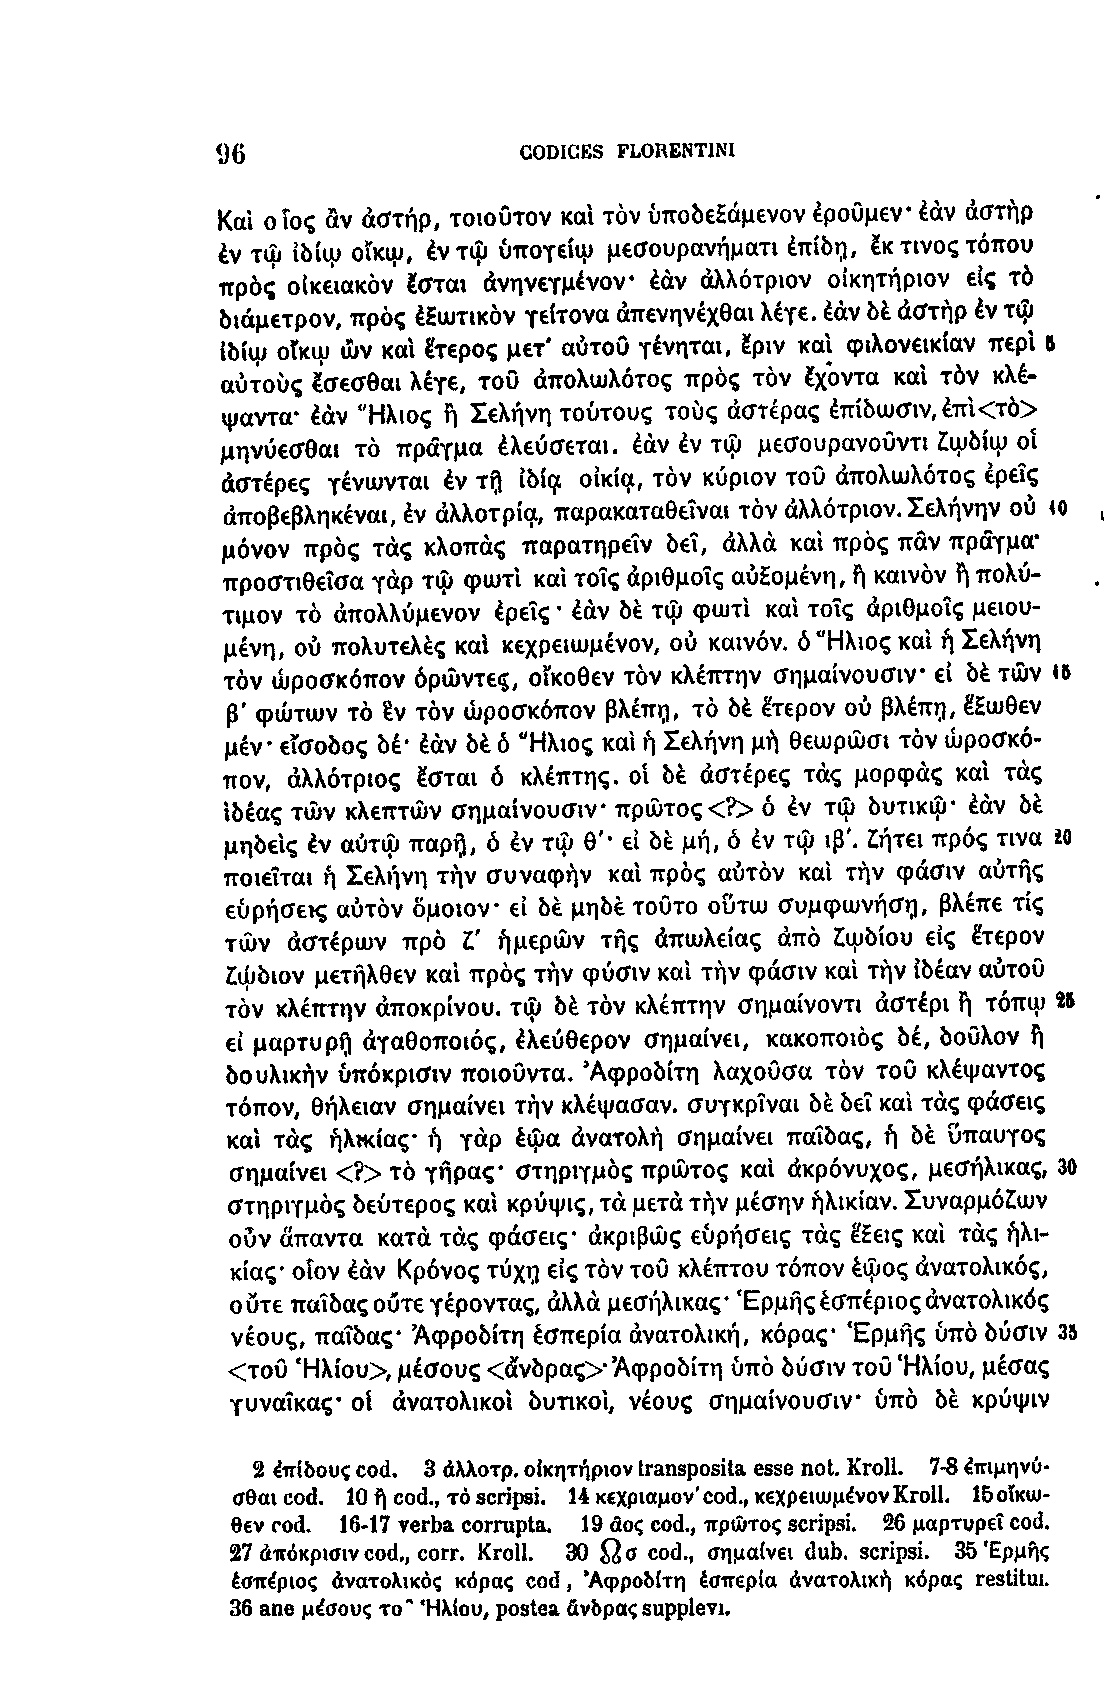 96 CODICES FLORENTINI
Καὶ οἷος ἂν ἀστήρ, τοιοῦτον καὶ τὸν ὑποδεξάμενον ἐροῦμεν· ἐὰν ἀστὴρ
ἐν τῷ ἰδίῳ οἴκῳ, ἐν τῷ ὑπογείῳ μεσουρανήματι ἐπίδῃ, ἔκ τινος τόπου
πρὸς οἰκειακὸν ἔσται ἀνηνεγμένον· ἐὰν ἀλλότριον οἰκητήριον εἰς τὸ
διάμετρον, πρὸς ἐξωτικὸν γείτονα ἀπενηνέχθαι λέγε. ἐὰν δὲ ἀστὴρ ἐν τῷ
ἰδίῳ οἴκῳ ὢν καὶ ἕτερος μετ' αὐτοῦ γένηται, ἔριν καὶ φιλονεικίαν περὶ 5
αὐτοὺς ἔσεσθαι λέγε, τοῦ ἀπολωλότος πρὸς τὸν ἔχοντα καὶ τὸν κλέ-
ψαντα· ἐὰν Ἥλιος ἢ Σελήνη τούτους τοὺς ἀστέρας ἐπίδωσιν, ἐπὶ <τὸ>
μηνύεσθαι τὸ πρᾶγμα ἐλεύσεται. ἐὰν ἐν τῷ μεσουρανοῦντι ζῳδίῳ οἱ
ἀστέρες γένωνται ἐν τῇ ἰδίᾳ οἰκίᾳ, τὸν κύριον τοῦ ἀπολωλότος ἐρεῖς
ἀποβεβληκέναι, ἐν ἀλλοτρίᾳ, παρακαταθεῖναι τὸν ἀλλότριον. Σελήνην οὐ 10
μόνον πρὸς τὰς κλοπὰς παρατηρεῖν δεῖ, ἀλλὰ καὶ πρὸς πᾶν πρᾶγμα·
προστιθεῖσα γὰρ τῷ φωτὶ καὶ τοῖς ἀριθμοῖς αὐξομένη, ἢ καινὸν ἢ πολύ-
τιμον τὸ ἀπολλύμενον ἐρεῖς· ἐὰν δὲ τῷ φωτὶ καὶ τοῖς ἀριθμοῖς μειου-
μένη, οὐ πολυτελὲς καὶ κεχρειωμένον, οὐ καινόν. ὁ Ἥλιος καὶ ἡ Σελήνη
τὸν ὡροσκόπον ὁρῶντες, οἴκοθεν τὸν κλέπτην σημαίνουσιν· εἰ δὲ τῶν 15
β' φώτων τὸ ἓν τὸν ὡροσκόπον βλέπῃ, τὸ δὲ ἕτερον οὐ βλέπῃ, ἔξωθεν
μέν· εἴσοδος δέ· ἐὰν δὲ ὁ Ἥλιος καὶ ἡ Σελήνη μὴ θεωρῶσι τὸν ὡροσκό-
πον, ἀλλότριος ἔσται ὁ κλέπτης. οἱ δὲ ἀστέρες τὰς μορφὰς καὶ τὰς
ἰδέας τῶν κλεπτῶν σημαίνουσιν· πρῶτος <?> ὁ ἐν τῷ δυτικῷ· ἐὰν δὲ
μηδεὶς ἐν αὐτῷ παρῇ, ὁ ἐν τῷ θ'· εἰ δὲ μή, ὁ ἐν τῷ ιβ'. ζήτει πρός τινα 20
ποιεῖται ἡ Σελήνη τὴν συναφὴν καὶ πρὸς αὐτὸν καὶ τὴν φάσιν αὐτῆς
εὑρήσεις αὐτὸν ὅμοιον· εἰ δὲ μηδὲ τοῦτο οὕτω συμφωνήσῃ, βλέπε τίς
τῶν ἀστέρων πρὸ ζ' ἡμερῶν τῆς ἀπωλείας ἀπὸ ζῳδίου εἰς ἕτερον
ζῴδιον μετῆλθεν καὶ πρὸς τὴν φύσιν καὶ τὴν φάσιν καὶ τὴν ἰδέαν αὐτοῦ
τὸν κλέπτην ἀποκρίνου. τῷ δὲ τὸν κλέπτην σημαίνοντι ἀστέρι ἢ τόπῳ 25
εἰ μαρτυρῇ ἀγαθοποιός, ἐλεύθερον σημαίνει, κακοποιὸς δέ, δοῦλον ἢ
δουλικὴν ὑπόκρισιν ποιοῦντα. Ἀφροδίτη λαχοῦσα τὸν τοῦ κλέψαντος
τόπον, θήλειαν σημαίνει τὴν κλέψασαν. συγκρῖναι δὲ δεῖ καὶ τὰς φάσεις
καὶ τὰς ἡλικίας· ἡ γὰρ ἑῴα ἀνατολὴ σημαίνει παῖδας, ἡ δὲ ὕπαυγος
σημαίνει <?> τὸ γῆρας· στηριγμὸς πρῶτος καὶ ἀκρόνυχος, μεσήλικας, 30
στηριγμὸς δεύτερος καὶ κρύψις, τὰ μετὰ τὴν μέσην ἡλικίαν. Συναρμόζων
οὖν ἅπαντα κατὰ τὰς φάσεις· ἀκριβῶς εὑρήσεις τὰς ἕξεις καὶ τὰς ἡλι-
κίας· οἷον ἐὰν Κρόνος τύχῃ εἰς τὸν τοῦ κλέπτου τόπον ἑῷος ἀνατολικός,
οὔτε παῖδας οὔτε γέροντας, ἀλλὰ μεσήλικας· Ἑρμῆς ἑσπέριος ἀνατολικός
νέους, παῖδας· Ἀφροδίτη ἑσπερία ἀνατολική, κόρας· Ἑρμῆς ὑπὸ δύσιν 35
<τοῦ Ἡλίου>, μέσους <ἄνδρας>· Ἀφροδίτη ὑπὸ δύσιν τοῦ Ἡλίου, μέσας
γυναῖκας· οἱ ἀνατολικοὶ δυτικοὶ, νέους σημαίνουσιν· ὑπὸ δὲ κρύψιν
2 ἐπίδους cod. 3 ἀλλοτρ. οἰκητήριον transposita esse not. Kroll. 7-8 ἐπιμηνύ-
σθαι cod. 10 ἢ cod., τὸ scripsi. 14 κεχριαμον' cod., κεχρειωμένον Kroll. 15 οἴκω-
θεν cod. 16-17 verba corrupta. 19 ᾱος cod., πρῶτος scripsi. 26 μαρτυρεῖ cod.
27 ἀπόκρισιν cod., corr. Kroll. 30 σ cod., σημαίνει dub. scripsi. 35 Ἑρμῆς
ἑσπέριος ἀνατολικὸς κόρας cod, Ἀφροδίτη ἑσπερία ἀνατολικὴ κόρας restitui.
36 ane μέσους το῀ Ἡλίου, postea ἄνδρας supplevi.